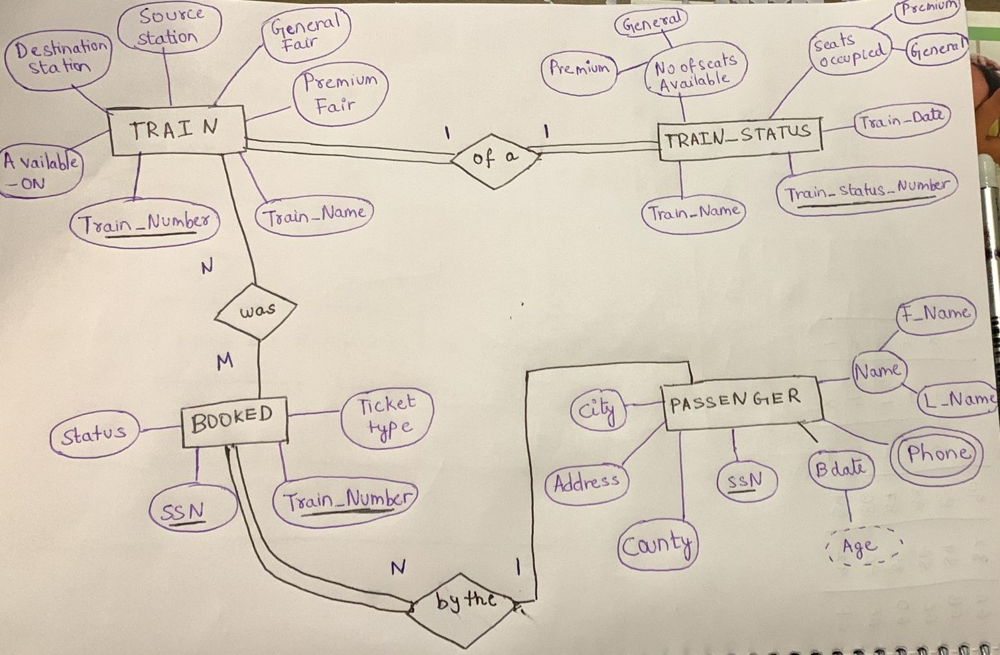 Source
station
General
Fair
Destination
station
Premium
Fair
TRAIN
Available
-ON
Train_Number
Train_Name
1
of a
1
General
Premium
No of seats
Available
Seats
occupied
Premium
General
TRAIN_STATUS
Train-Date
Train_Status_Number
Train_Name
N
was
M
BOOKED
Status
Ticket
type
SSN
Train_Number
N
by the
1
PASSENGER
City
Address
County
SSN
Bdate
Age
Phone
Name
F_Name
L_Name